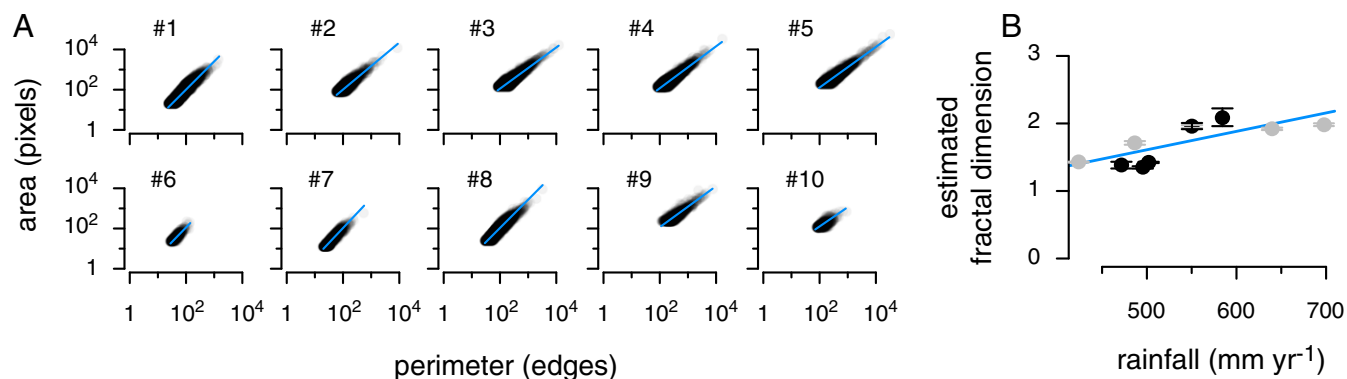 A
area (pixels)
perimeter (edges)
#1 #2 #3 #4 #5
10⁴
10²
1
#6 #7 #8 #9 #10
10⁴
10²
1
1 10² 10⁴ 1 10² 10⁴ 1 10² 10⁴ 1 10² 10⁴ 1 10² 10⁴
B
estimated
fractal dimension
3
2
1
0
500 600 700
rainfall (mm yr⁻¹)